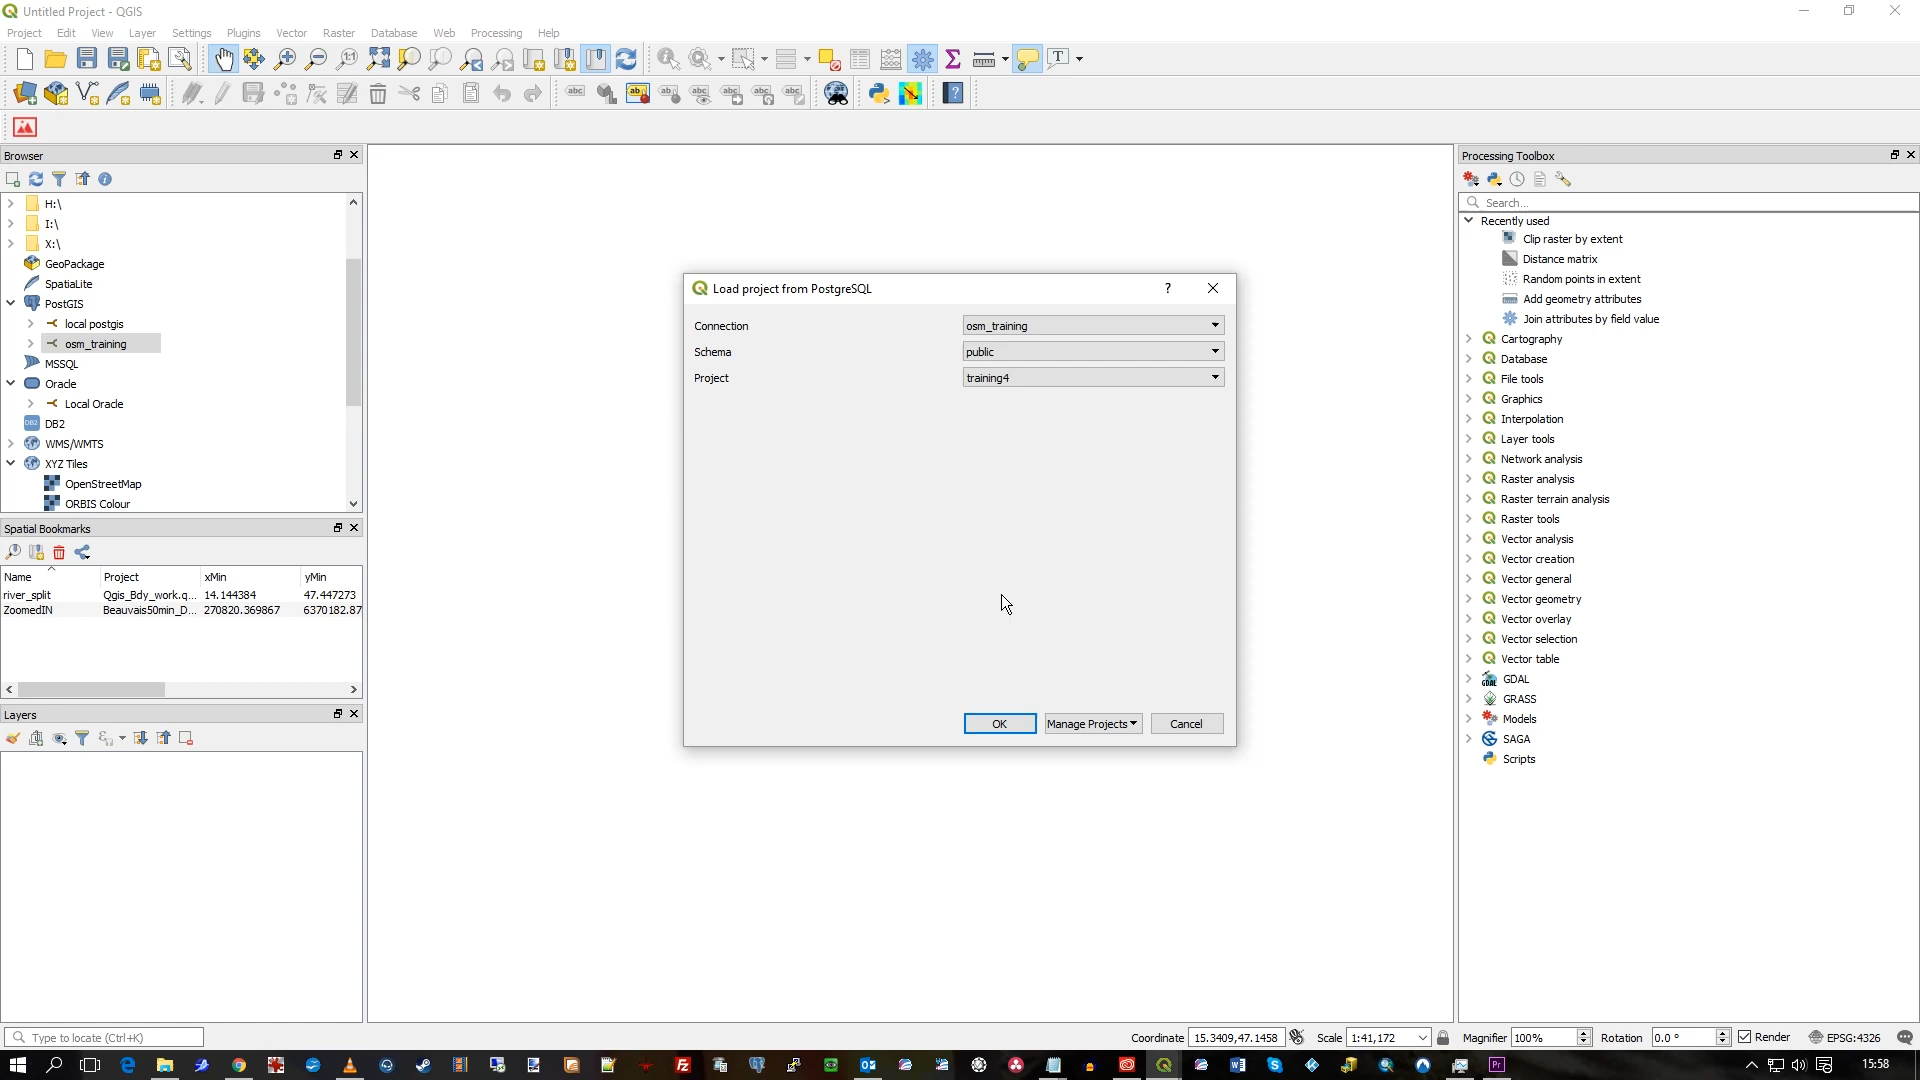 Untitled Project - QGIS
Project Edit View Layer Settings Plugins Vector Raster Database Web Processing Help
Browser
H:\
I:\
X:\
GeoPackage
SpatiaLite
PostGIS
local postgis
osm_training
MSSQL
Oracle
Local Oracle
DB2
WMS/WMTS
XYZ Tiles
OpenStreetMap
ORBIS Colour
Spatial Bookmarks
Name Project xMin yMin
river_split Qgis_Bdy_work.q... 14.144384 47.447273
ZoomedIN Beauvais50min_D... 270820.369867 6370182.87
Layers
Type to locate (Ctrl+K)
Load project from PostgreSQL
Connection osm_training
Schema public
Project training4
OK Manage Projects Cancel
Processing Toolbox
Search...
Recently used
Clip raster by extent
Distance matrix
Random points in extent
Add geometry attributes
Join attributes by field value
Cartography
Database
File tools
Graphics
Interpolation
Layer tools
Network analysis
Raster analysis
Raster terrain analysis
Raster tools
Vector analysis
Vector creation
Vector general
Vector geometry
Vector overlay
Vector selection
Vector table
GDAL
GRASS
Models
SAGA
Scripts
Coordinate 15.3409,47.1458 Scale 1:41,172 Magnifier 100% Rotation 0.0 ° Render EPSG:4326
15:58